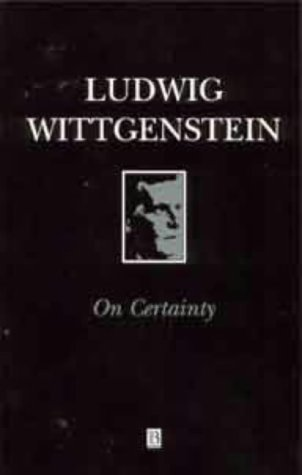 LUDWIG
WITTGENSTEIN
On Certainty
B